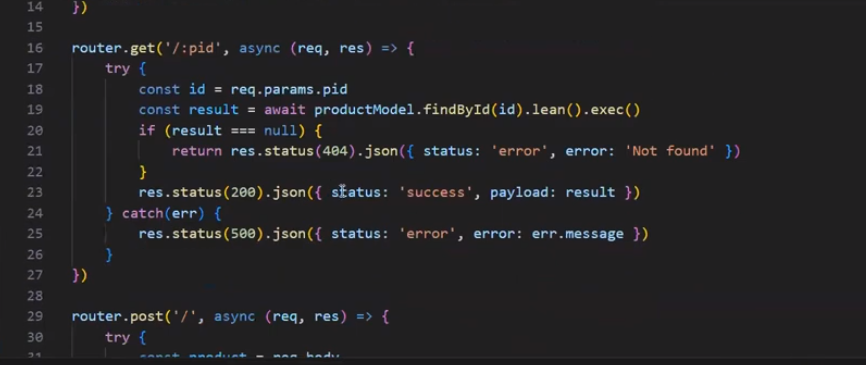 14 })
15
16 router.get('/:pid', async (req, res) => {
17 try {
18 const id = req.params.pid
19 const result = await productModel.findById(id).lean().exec()
20 if (result === null) {
21 return res.status(404).json({ status: 'error', error: 'Not found' })
22 }
23 res.status(200).json({ status: 'success', payload: result })
24 } catch(err) {
25 res.status(500).json({ status: 'error', error: err.message })
26 }
27 })
28
29 router.post('/', async (req, res) => {
30 try {
31 const product = req.body